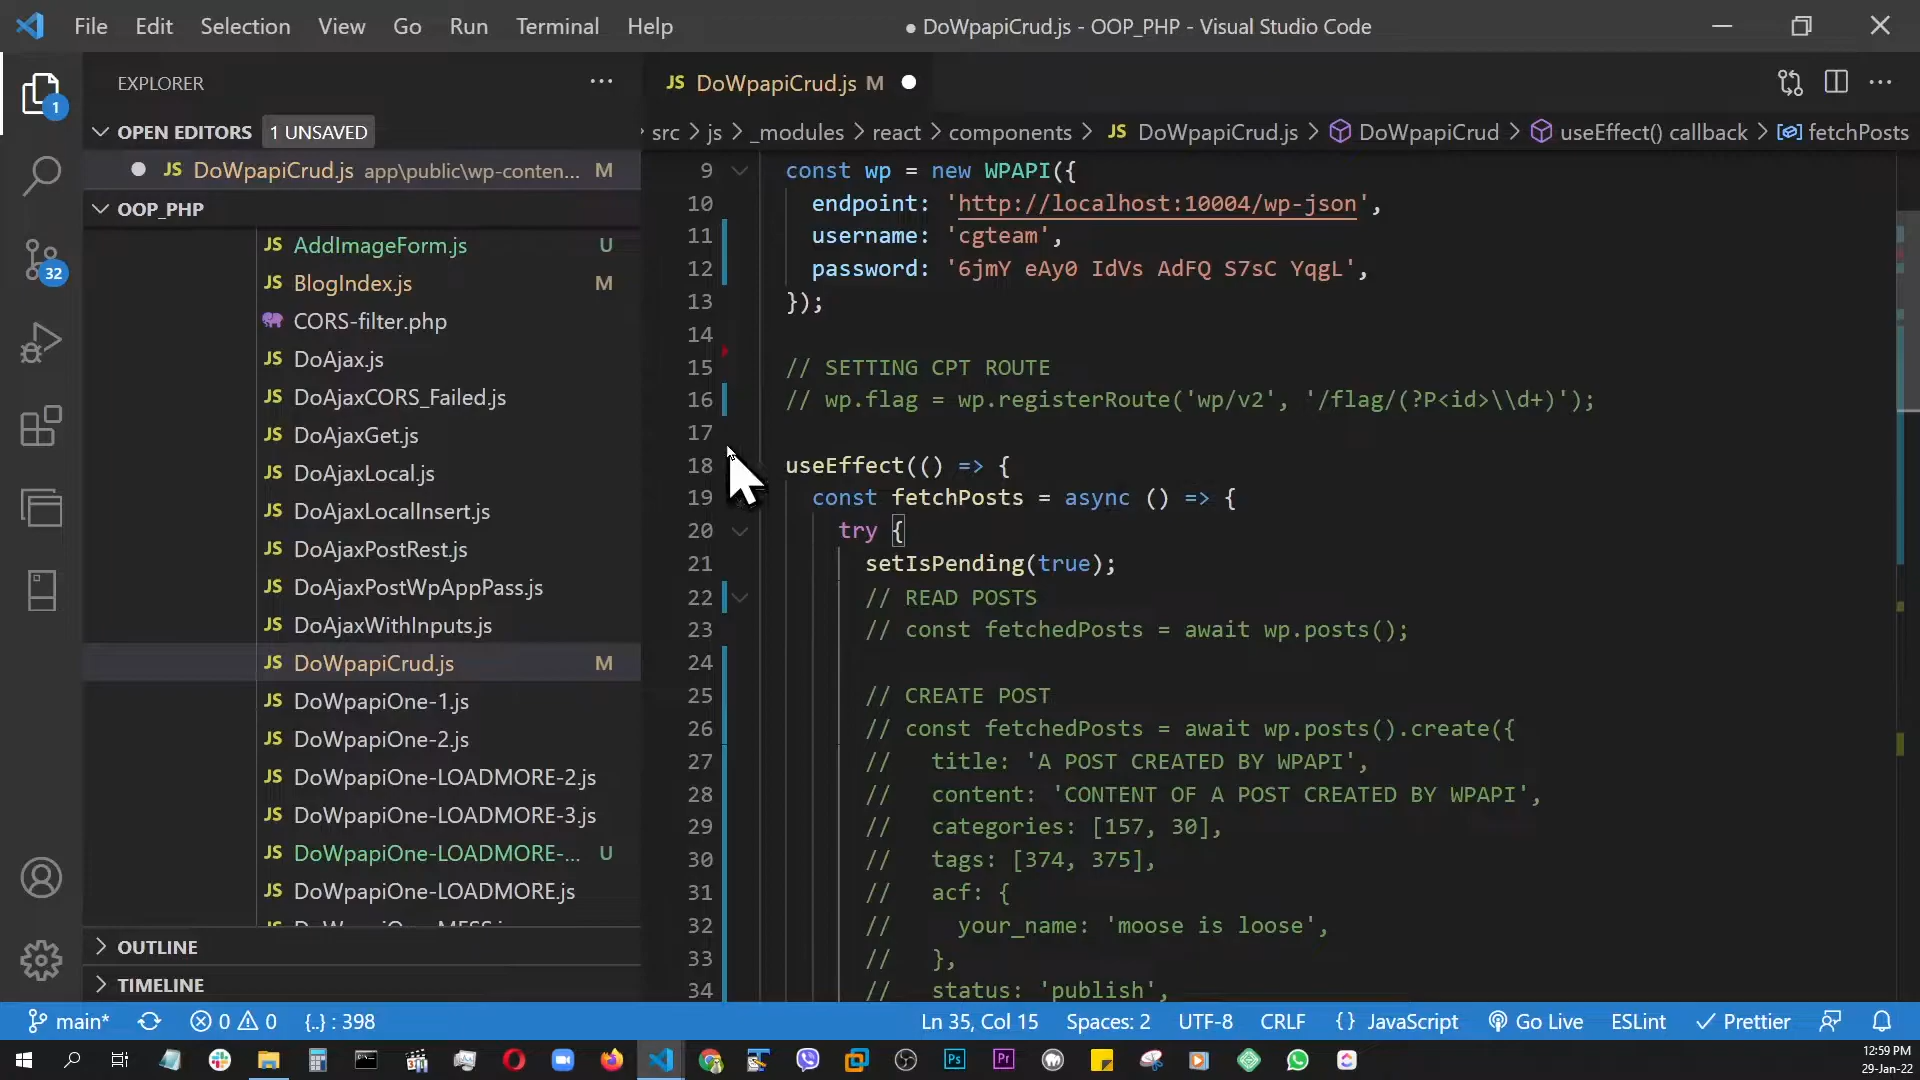 File Edit Selection View Go Run Terminal Help
● DoWpapiCrud.js - OOP_PHP - Visual Studio Code
EXPLORER
OPEN EDITORS 1 UNSAVED
JS DoWpapiCrud.js app\public\wp-conten... M
OOP_PHP
JS AddImageForm.js U
JS BlogIndex.js M
CORS-filter.php
JS DoAjax.js
JS DoAjaxCORS_Failed.js
JS DoAjaxGet.js
JS DoAjaxLocal.js
JS DoAjaxLocalInsert.js
JS DoAjaxPostRest.js
JS DoAjaxPostWpAppPass.js
JS DoAjaxWithInputs.js
JS DoWpapiCrud.js M
JS DoWpapiOne-1.js
JS DoWpapiOne-2.js
JS DoWpapiOne-LOADMORE-2.js
JS DoWpapiOne-LOADMORE-3.js
JS DoWpapiOne-LOADMORE-... U
JS DoWpapiOne-LOADMORE.js
OUTLINE
TIMELINE
1
32
JS DoWpapiCrud.js M
src > js > _modules > react > components > JS DoWpapiCrud.js > DoWpapiCrud > useEffect() callback > fetchPosts
9 const wp = new WPAPI({
10 endpoint: 'http://localhost:10004/wp-json',
11 username: 'cgteam',
12 password: '6jmY eAy0 IdVs AdFQ S7sC YqgL',
13 });
14
15 // SETTING CPT ROUTE
16 // wp.flag = wp.registerRoute('wp/v2', '/flag/(?P<id>\\d+)');
17
18 useEffect(() => {
19 const fetchPosts = async () => {
20 try {
21 setIsPending(true);
22 // READ POSTS
23 // const fetchedPosts = await wp.posts();
24
25 // CREATE POST
26 // const fetchedPosts = await wp.posts().create({
27 // title: 'A POST CREATED BY WPAPI',
28 // content: 'CONTENT OF A POST CREATED BY WPAPI',
29 // categories: [157, 30],
30 // tags: [374, 375],
31 // acf: {
32 // your_name: 'moose is loose',
33 // },
34 // status: 'publish',
main* 0 0 {..} : 398 Ln 35, Col 15 Spaces: 2 UTF-8 CRLF {} JavaScript Go Live ESLint Prettier
Ps Pr
12:59 PM
29-Jan-22